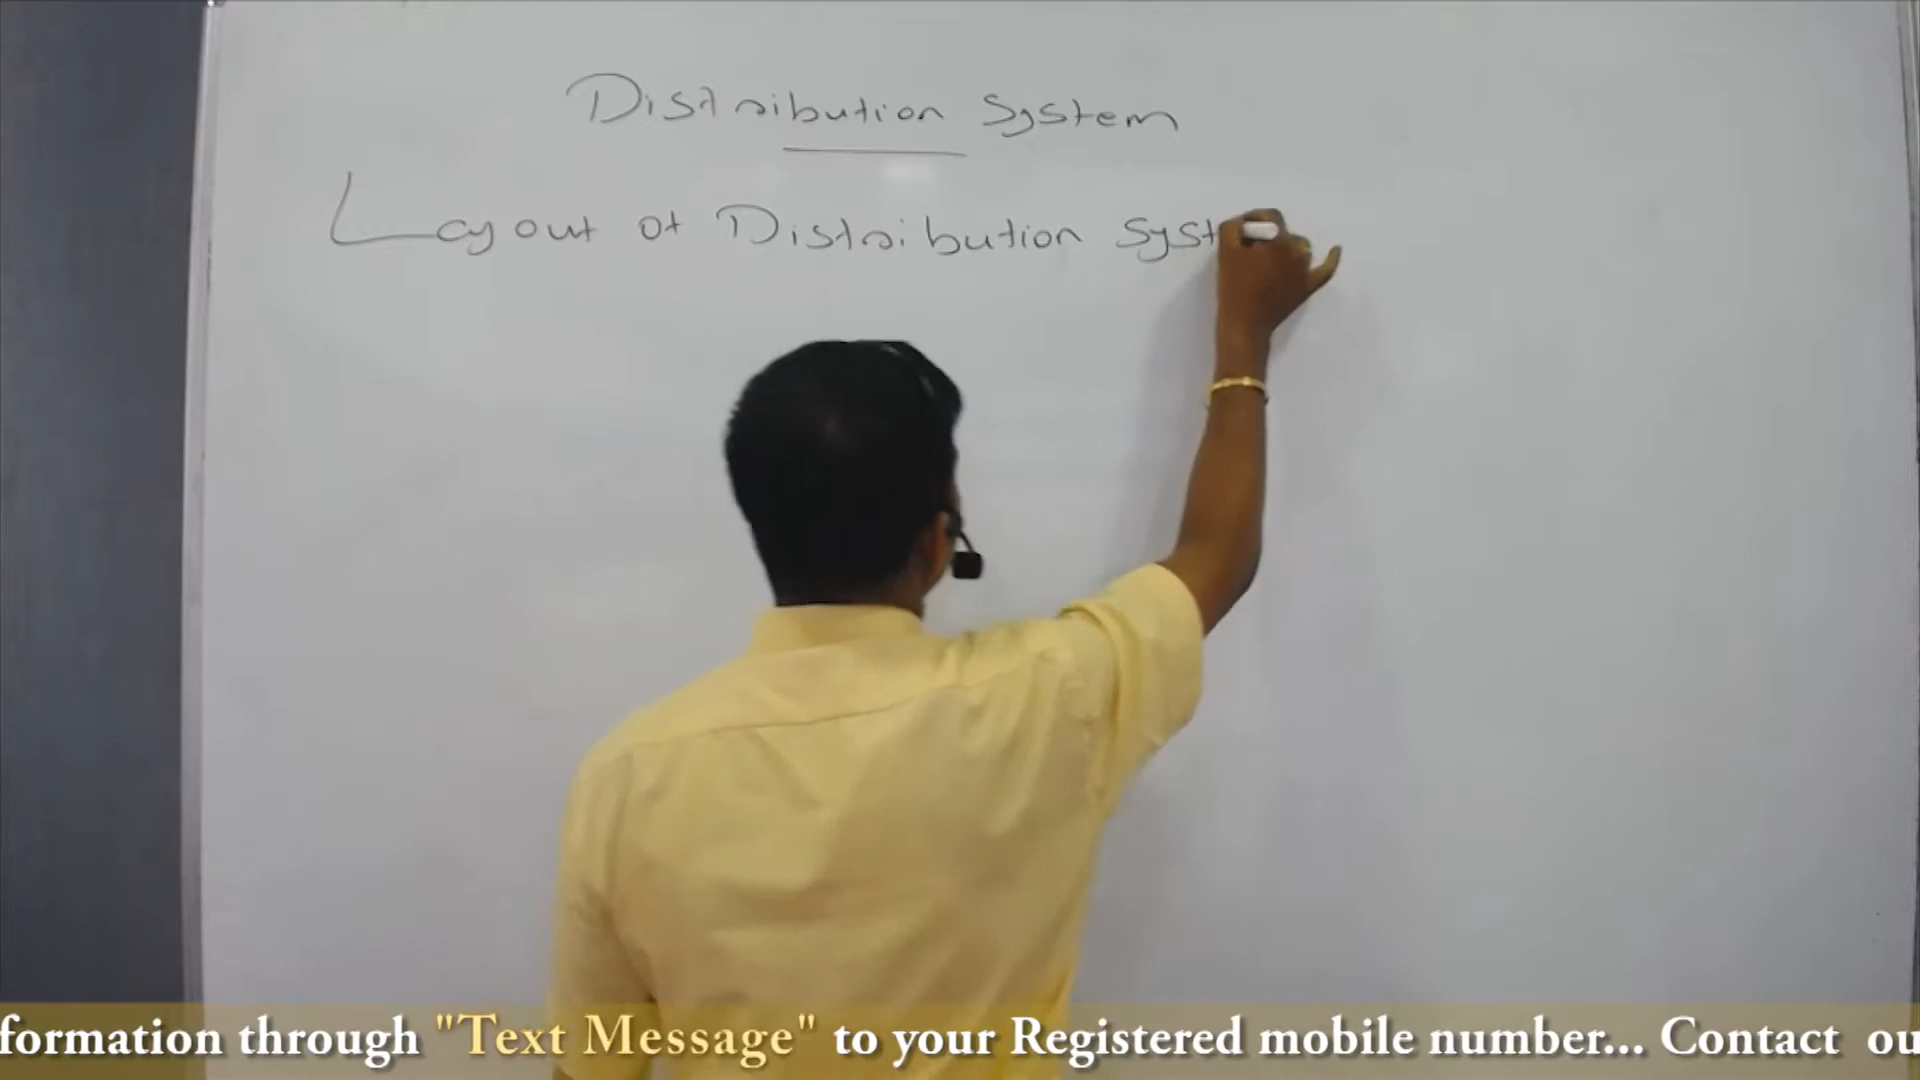 Distribution System
Layout of Distribution Syst
formation through "Text Message" to your Registered mobile number... Contact ou